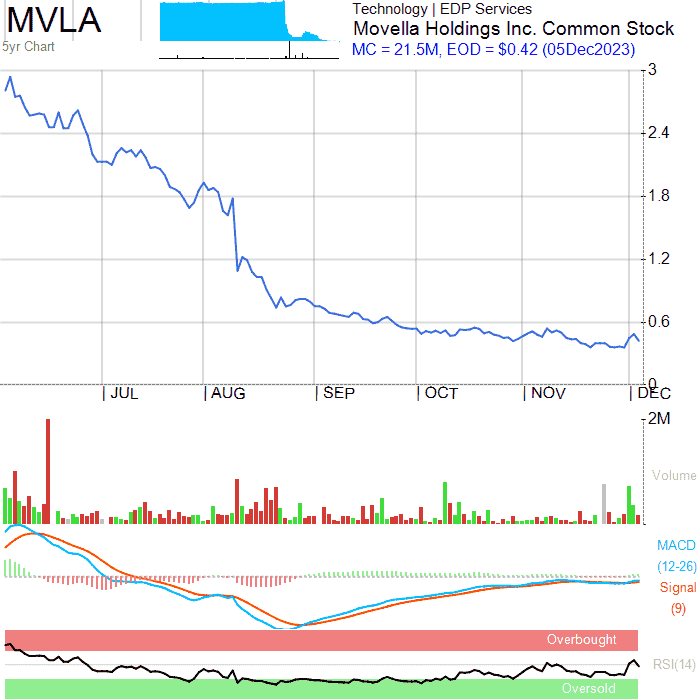 MVLA
5yr Chart
Technology | EDP Services
Movella Holdings Inc. Common Stock
MC = 21.5M, EOD = $0.42 (05Dec2023)
3
2.4
1.8
1.2
0.6
0
| JUL | AUG | SEP | OCT | NOV | DEC
2M
Volume
MACD
(12-26)
Signal
(9)
Overbought
RSI(14)
Oversold